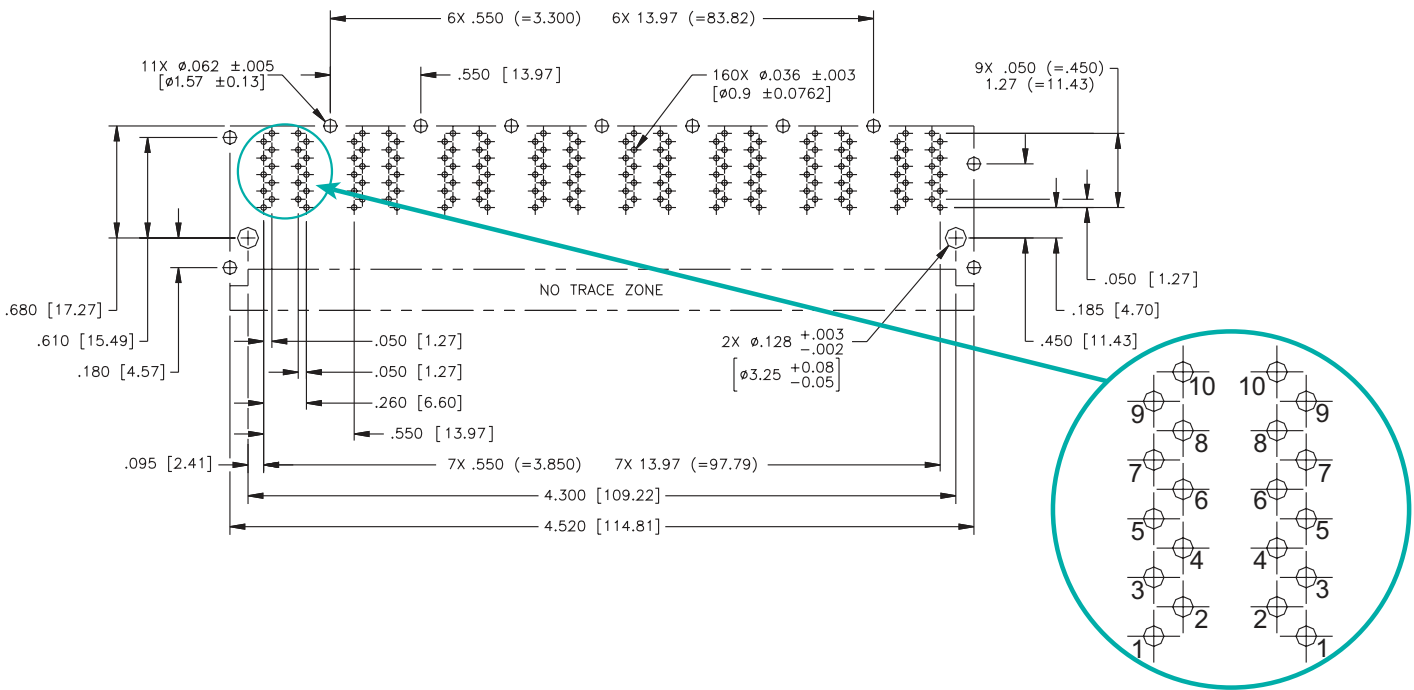 6X .550 (=3.300) 6X 13.97 (=83.82)
11X ø.062 ±.005
[ø1.57 ±0.13]
.550 [13.97]
160X ø.036 ±.003
[ø0.9 ±0.0762]
9X .050 (=.450)
1.27 (=11.43)
NO TRACE ZONE
.050 [1.27]
.680 [17.27]
.185 [4.70]
.610 [15.49]
.050 [1.27]
2X ø.128 +.003
-.002
.450 [11.43]
.180 [4.57]
.050 [1.27]
[ø3.25 +0.08
-0.05]
.260 [6.60]
.550 [13.97]
.095 [2.41]
7X .550 (=3.850) 7X 13.97 (=97.79)
4.300 [109.22]
4.520 [114.81]
10 10
9 9
8 8
7 7
6 6
5 5
4 4
3 3
2 2
1 1